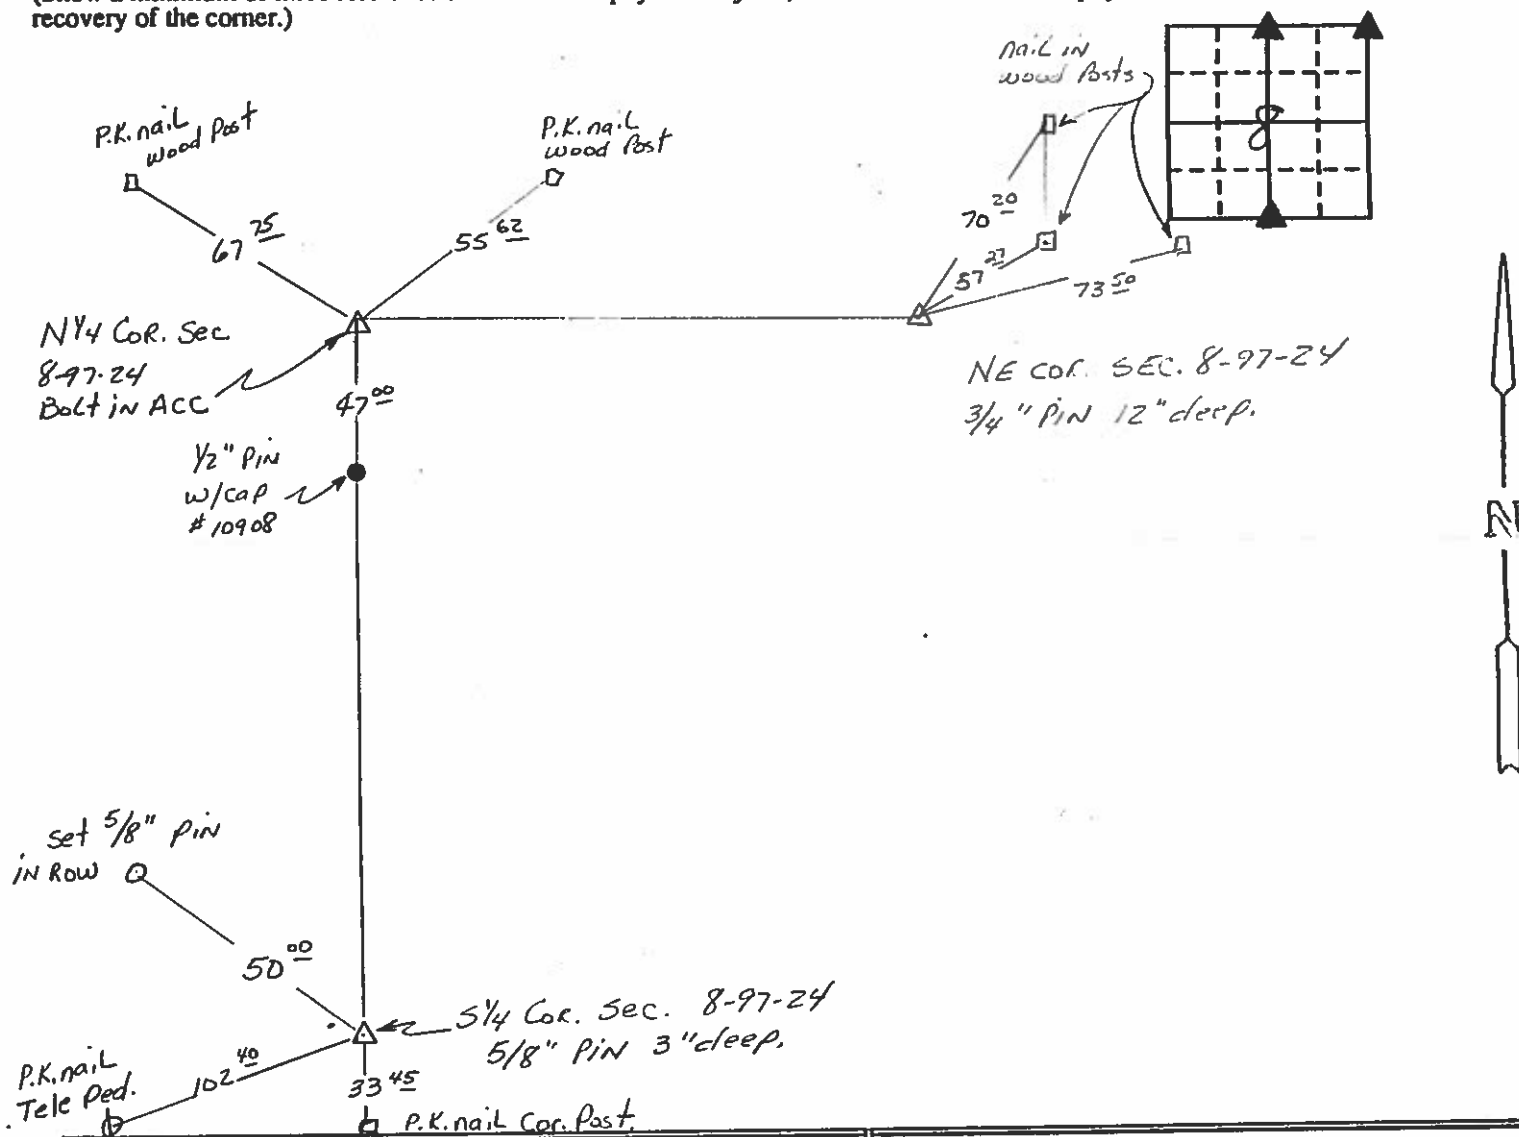 recovery of the corner.)
nail in
wood Posts
8
P.K. nail
wood Post
P.K. nail
wood Post
67 75
55 62
70 20
57 27
73 50
N 1/4 COR. Sec
8-97-24
Bolt in ACC
47 00
NE COR. SEC. 8-97-24
3/4" PIN 12" deep.
1/2" PIN
w/cap
# 10908
N
set 5/8" PIN
in ROW
50 00
S 1/4 COR. Sec. 8-97-24
5/8" PIN 3" deep.
P.K. nail
Tele Ped.
102 40
33 45
P.K. nail Cor. Post.